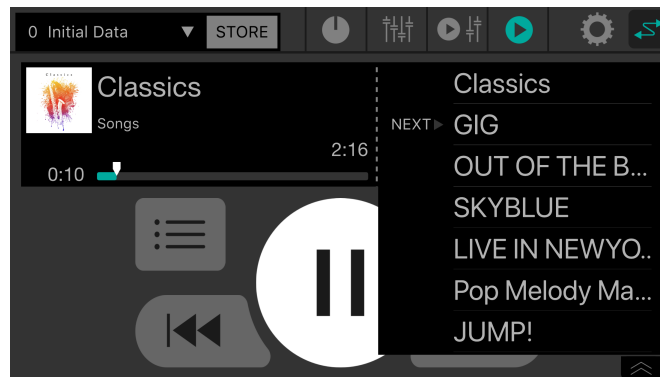 0 Initial Data ▼ STORE
Classics
Classics
Songs
2:16
0:10
Classics
NEXT▶ GIG
OUT OF THE B...
SKYBLUE
LIVE IN NEWYO..
Pop Melody Ma...
JUMP!